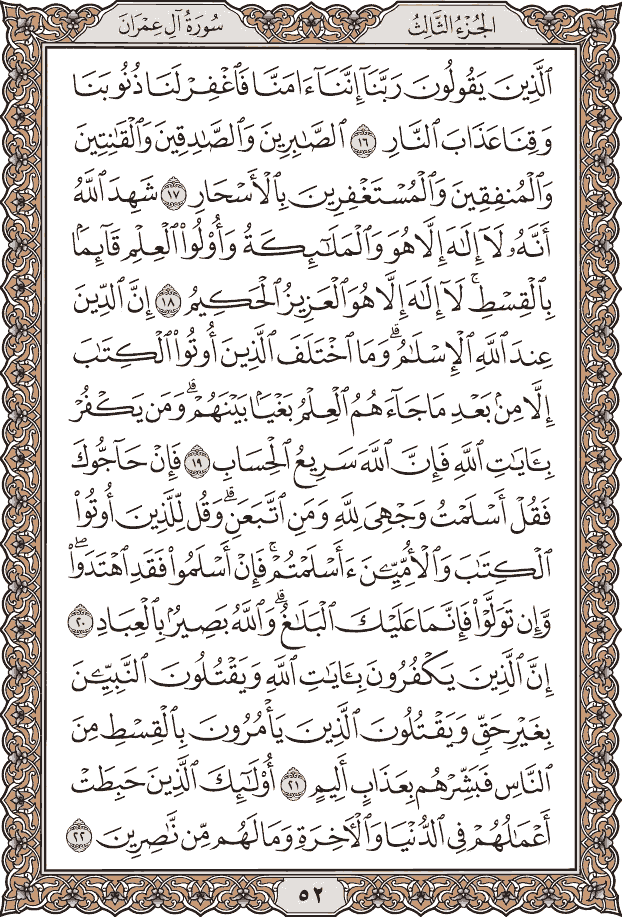 الجُزْءُ الثَّالِثُ
سُورَةُ آلِ عِمْرَانَ
ٱلَّذِينَ يَقُولُونَ رَبَّنَآ إِنَّنَآ ءَامَنَّا فَٱغْفِرْ لَنَا ذُنُوبَنَا
وَقِنَا عَذَابَ ٱلنَّارِ ١٦ ٱلصَّٰبِرِينَ وَٱلصَّٰدِقِينَ وَٱلْقَٰنِتِينَ
وَٱلْمُنفِقِينَ وَٱلْمُسْتَغْفِرِينَ بِٱلْأَسْحَارِ ١٧ شَهِدَ ٱللَّهُ
أَنَّهُۥ لَآ إِلَٰهَ إِلَّا هُوَ وَٱلْمَلَٰٓئِكَةُ وَأُو۟لُوا۟ ٱلْعِلْمِ قَآئِمًۢا
بِٱلْقِسْطِۚ لَآ إِلَٰهَ إِلَّا هُوَ ٱلْعَزِيزُ ٱلْحَكِيمُ ١٨ إِنَّ ٱلدِّينَ
عِندَ ٱللَّهِ ٱلْإِسْلَٰمُۗ وَمَا ٱخْتَلَفَ ٱلَّذِينَ أُوتُوا۟ ٱلْكِتَٰبَ
إِلَّا مِنۢ بَعْدِ مَا جَآءَهُمُ ٱلْعِلْمُ بَغْيًۢا بَيْنَهُمْۗ وَمَن يَكْفُرْ
بِـَٔايَٰتِ ٱللَّهِ فَإِنَّ ٱللَّهَ سَرِيعُ ٱلْحِسَابِ ١٩ فَإِنْ حَآجُّوكَ
فَقُلْ أَسْلَمْتُ وَجْهِىَ لِلَّهِ وَمَنِ ٱتَّبَعَنِۗ وَقُل لِّلَّذِينَ أُوتُوا۟
ٱلْكِتَٰبَ وَٱلْأُمِّيِّـۧنَ ءَأَسْلَمْتُمْۚ فَإِنْ أَسْلَمُوا۟ فَقَدِ ٱهْتَدَوا۟ۖ
وَّإِن تَوَلَّوْا۟ فَإِنَّمَا عَلَيْكَ ٱلْبَلَٰغُۗ وَٱللَّهُ بَصِيرٌۢ بِٱلْعِبَادِ ٢٠
إِنَّ ٱلَّذِينَ يَكْفُرُونَ بِـَٔايَٰتِ ٱللَّهِ وَيَقْتُلُونَ ٱلنَّبِيِّـۧنَ
بِغَيْرِ حَقٍّ وَيَقْتُلُونَ ٱلَّذِينَ يَأْمُرُونَ بِٱلْقِسْطِ مِنَ
ٱلنَّاسِ فَبَشِّرْهُم بِعَذَابٍ أَلِيمٍ ٢١ أُو۟لَٰٓئِكَ ٱلَّذِينَ حَبِطَتْ
أَعْمَٰلُهُمْ فِى ٱلدُّنْيَا وَٱلْءَاخِرَةِ وَمَا لَهُم مِّن نَّٰصِرِينَ ٢٢
٥٢